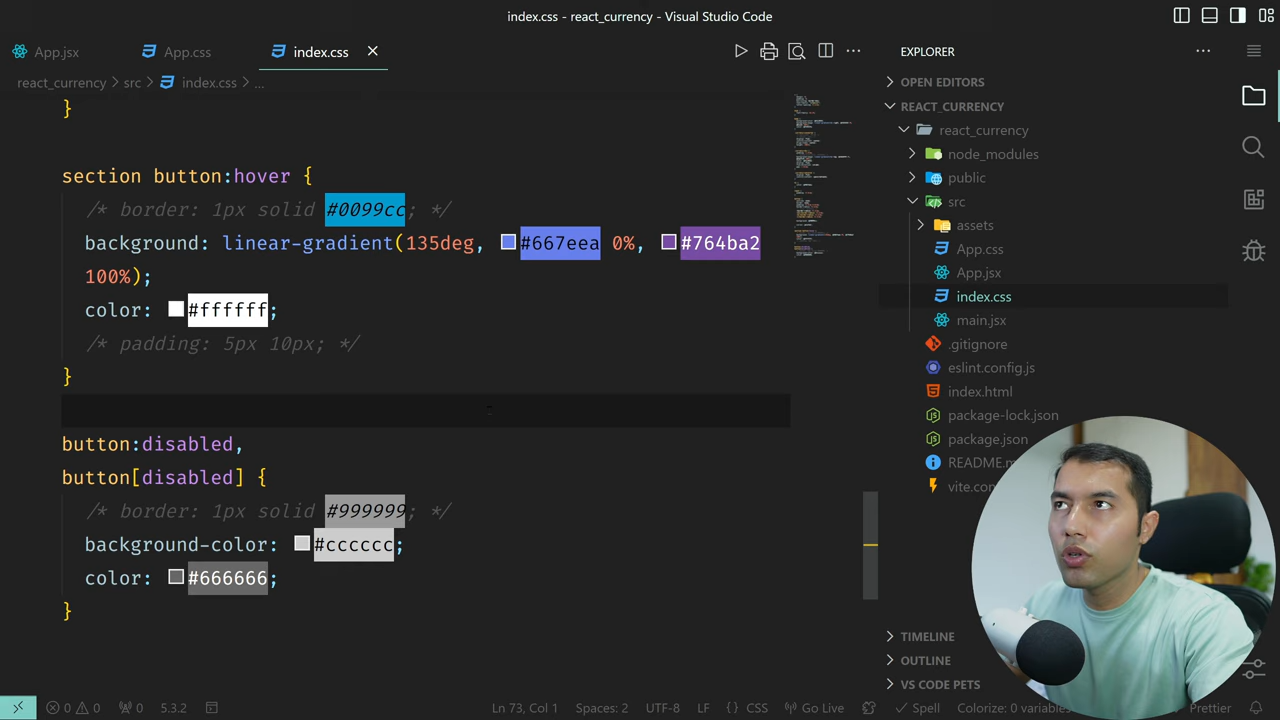 index.css - react_currency - Visual Studio Code
App.jsx
App.css
index.css
react_currency > src > index.css > ...
}
section button:hover {
/* border: 1px solid #0099cc; */
background: linear-gradient(135deg, #667eea 0%, #764ba2
100%);
color: #ffffff;
/* padding: 5px 10px; */
}
button:disabled,
button[disabled] {
/* border: 1px solid #999999; */
background-color: #cccccc;
color: #666666;
}
EXPLORER
OPEN EDITORS
REACT_CURRENCY
react_currency
node_modules
public
src
assets
App.css
App.jsx
index.css
main.jsx
.gitignore
eslint.config.js
index.html
package-lock.json
package.json
README.m
vite.con
TIMELINE
OUTLINE
VS CODE PETS
0 0 0 5.3.2 Ln 73, Col 1 Spaces: 2 UTF-8 LF {} CSS Go Live Spell Colorize: 0 variables Prettier